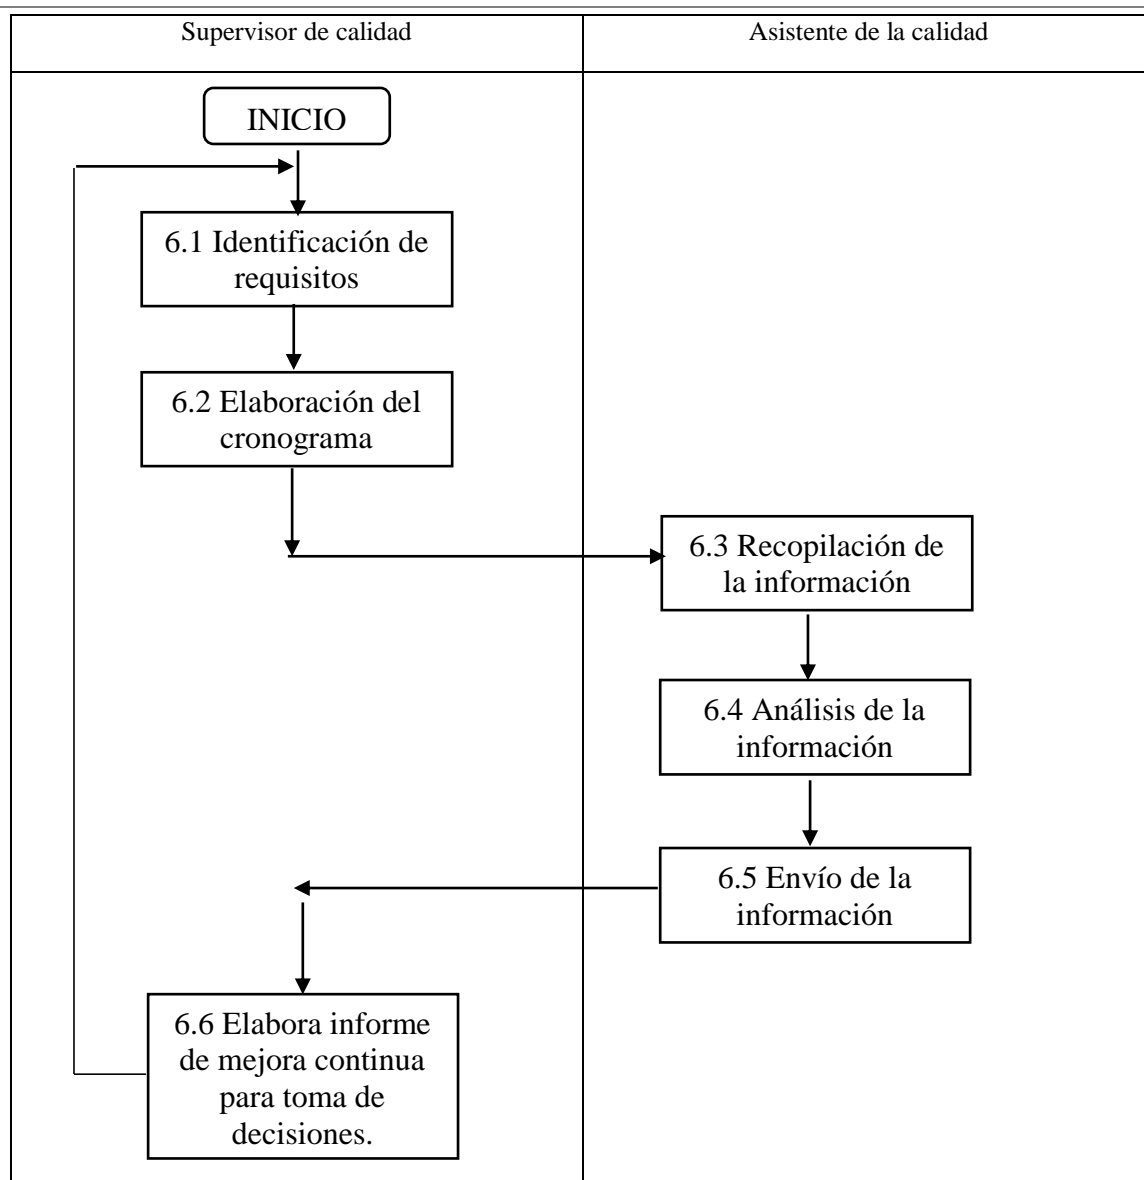 Supervisor de calidad
Asistente de la calidad
INICIO
6.1 Identificación de
requisitos
6.2 Elaboración del
cronograma
6.3 Recopilación de
la información
6.4 Análisis de la
información
6.5 Envío de la
información
6.6 Elabora informe
de mejora continua
para toma de
decisiones.